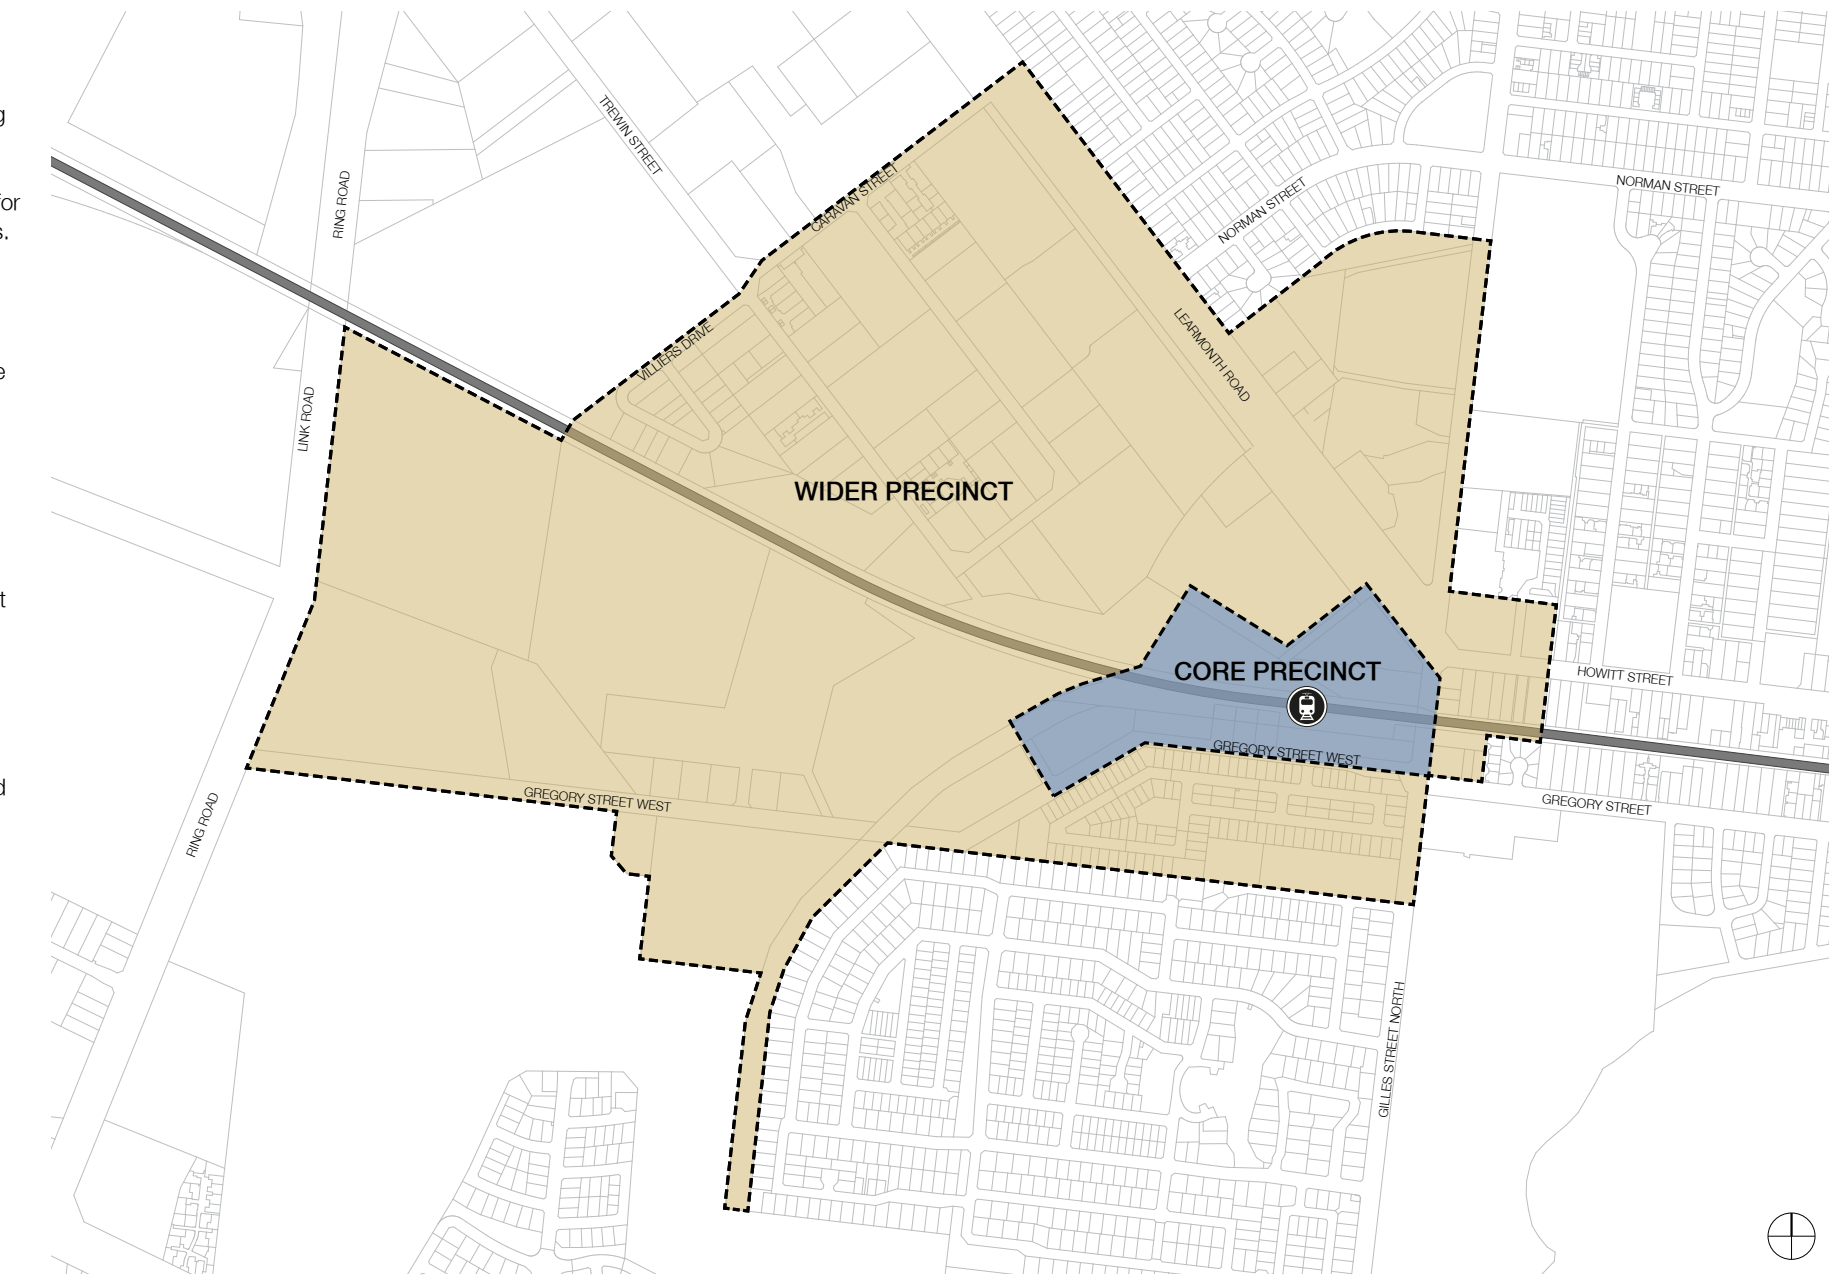 g
for
s.
e
t
d
TREWIN STREET
RING ROAD
CARAVAN STREET
NORMAN STREET
NORMAN STREET
VILLIERS DRIVE
LEARMONTH ROAD
LINK ROAD
WIDER PRECINCT
CORE PRECINCT
HOWITT STREET
GREGORY STREET WEST
GREGORY STREET WEST
GREGORY STREET
RING ROAD
GILLES STREET NORTH